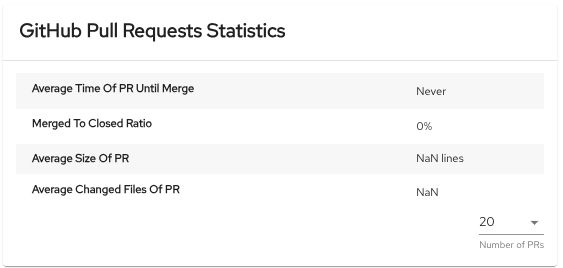 GitHub Pull Requests Statistics
Average Time Of PR Until Merge Never
Merged To Closed Ratio 0%
Average Size Of PR NaN lines
Average Changed Files Of PR NaN
20
Number of PRs